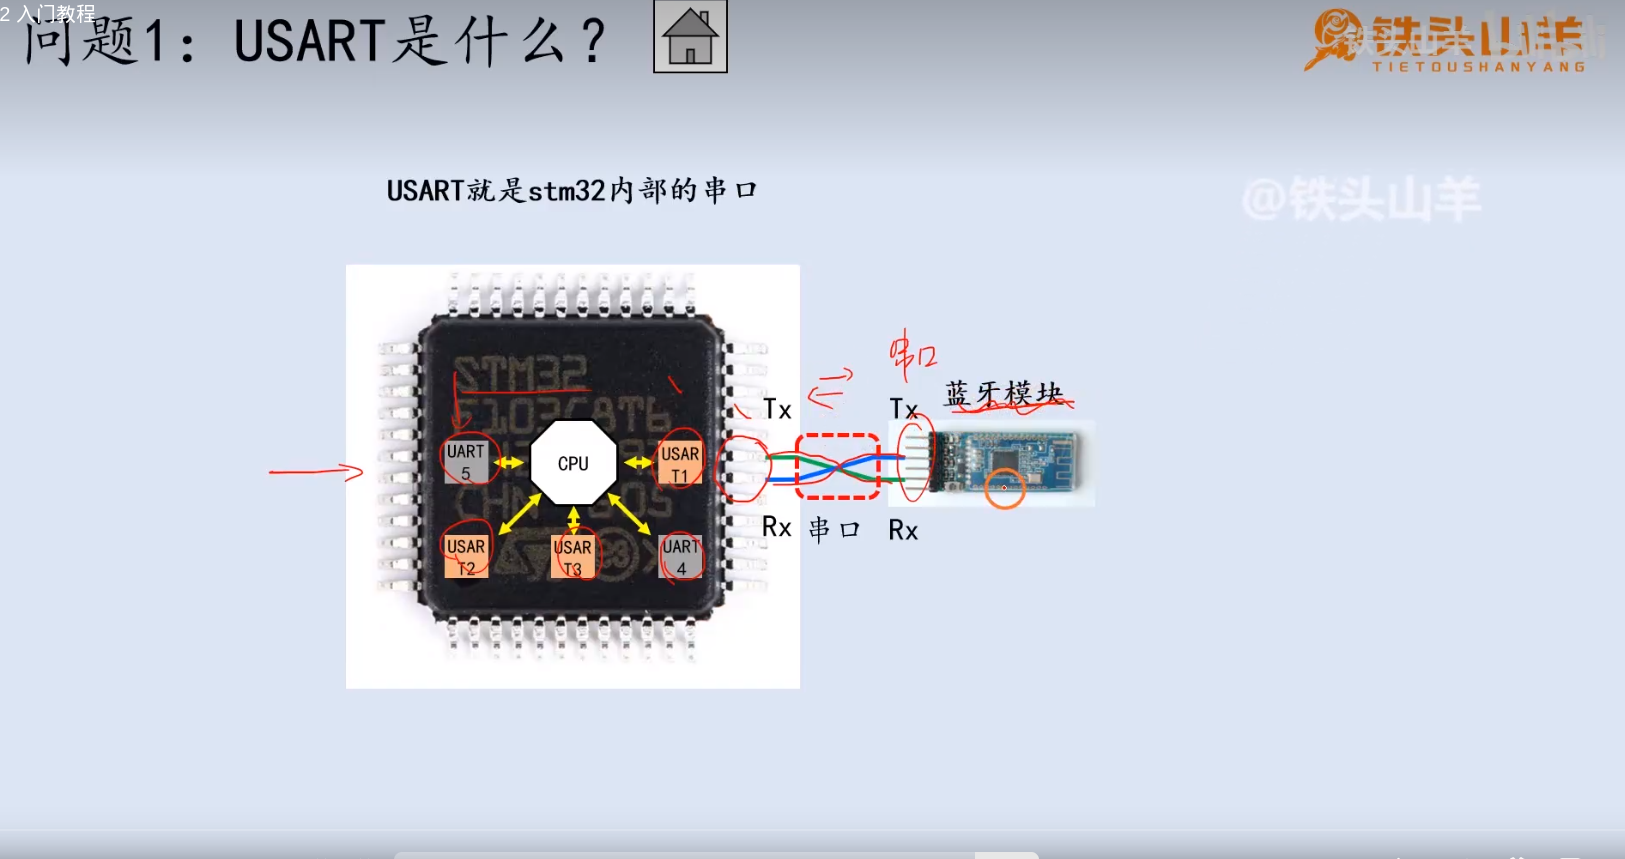 2 入门教程
问题1：USART是什么？
铁头山羊
TIETOUSHANYANG
USART就是stm32内部的串口
@铁头山羊
STM32
串口
蓝牙模块
Tx
Tx
UART
5
CPU
USAR
T1
Rx
串口
Rx
USAR
T2
USAR
T3
UART
4